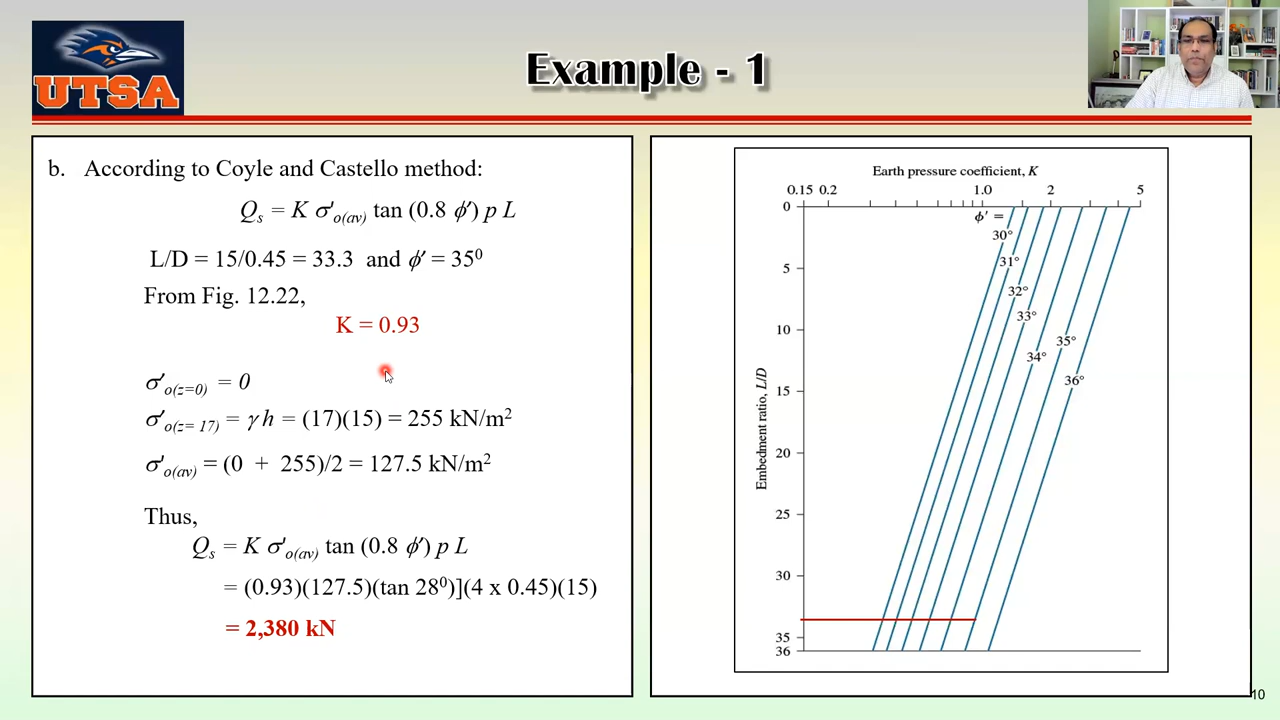 UTSA
Example - 1
b. According to Coyle and Castello method:
Qs = K σ'o(av) tan (0.8 ϕ′) p L
L/D = 15/0.45 = 33.3 and ϕ′ = 35⁰
From Fig. 12.22,
K = 0.93
σ'o(z=0) = 0
σ'o(z= 17) = γ h = (17)(15) = 255 kN/m²
σ'o(av) = (0 + 255)/2 = 127.5 kN/m²
Thus,
Qs = K σ'o(av) tan (0.8 ϕ′) p L
= (0.93)(127.5)(tan 28⁰)](4 x 0.45)(15)
= 2,380 kN
Earth pressure coefficient, K
0.15 0.2 1.0 2 5
0
ϕ′ =
30°
31°
5
32°
33°
10
35°
34°
36°
15
Embedment ratio, L/D
20
25
30
35
36
10